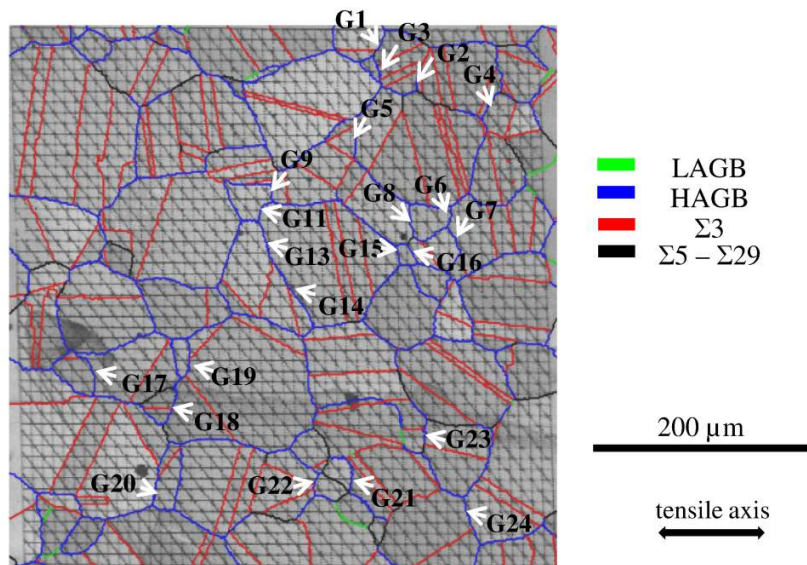 G1
G3
G2
G4
G5
G9
G8
G6
G7
G11
G13
G15
G16
G14
G17
G19
G18
G23
G20
G22
G21
G24
LAGB
HAGB
Σ3
Σ5 – Σ29
200 µm
tensile axis